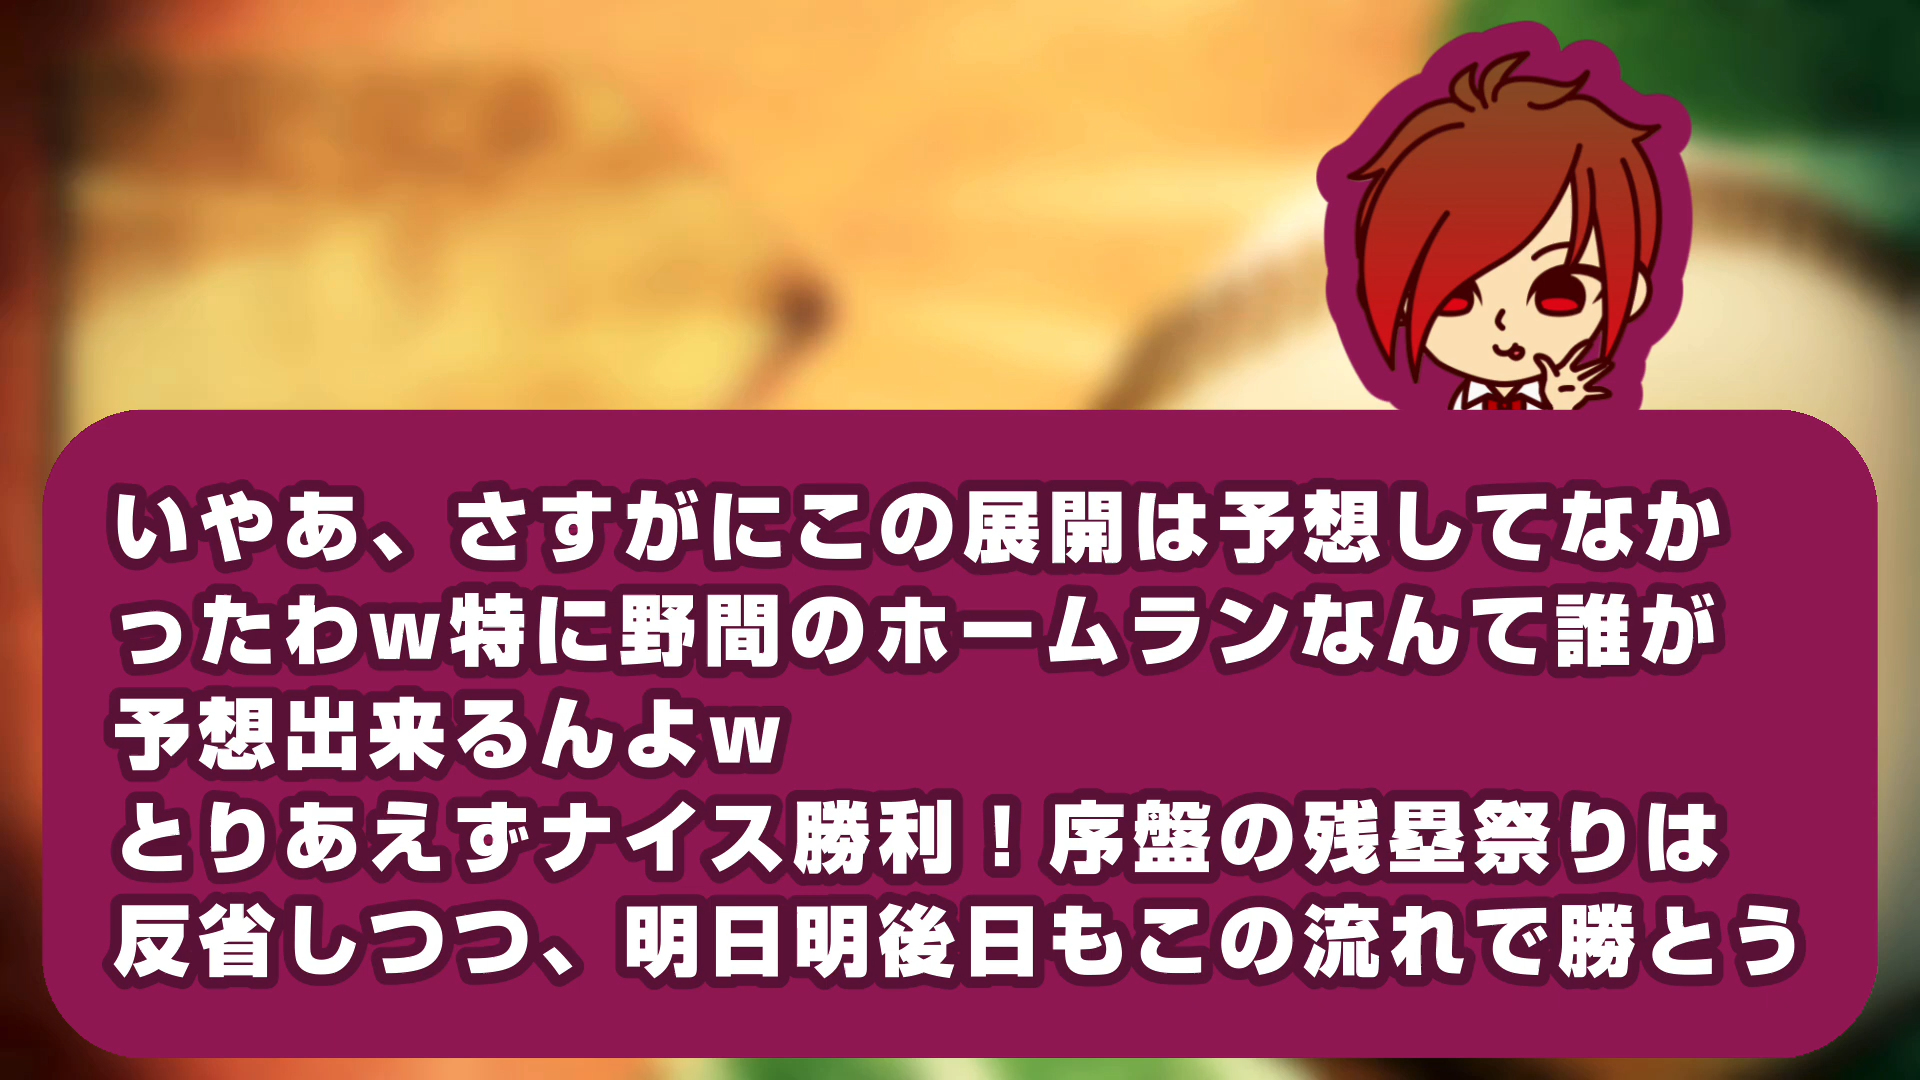 いやあ、さすがにこの展開は予想してなか
ったわw特に野間のホームランなんて誰が
予想出来るんよw
とりあえずナイス勝利！序盤の残塁祭りは
反省しつつ、明日明後日もこの流れで勝とう